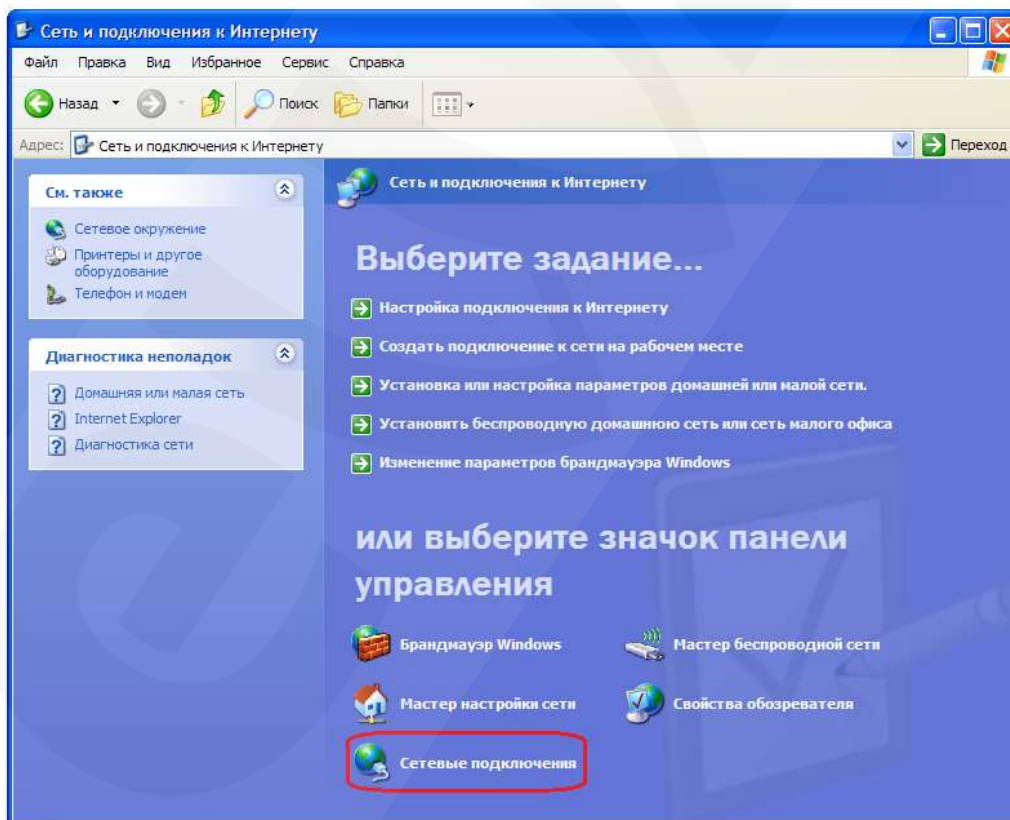 Сеть и подключения к Интернету
Файл Правка Вид Избранное Сервис Справка
Назад Поиск Папки
Адрес: Сеть и подключения к Интернету Переход
См. также
Сетевое окружение
Принтеры и другое
оборудование
Телефон и модем
Диагностика неполадок
Домашняя или малая сеть
Internet Explorer
Диагностика сети
Сеть и подключения к Интернету
Выберите задание...
Настройка подключения к Интернету
Создать подключение к сети на рабочем месте
Установка или настройка параметров домашней или малой сети.
Установить беспроводную домашнюю сеть или сеть малого офиса
Изменение параметров брандмауэра Windows
или выберите значок панели
управления
Брандмауэр Windows Мастер беспроводной сети
Мастер настройки сети Свойства обозревателя
Сетевые подключения